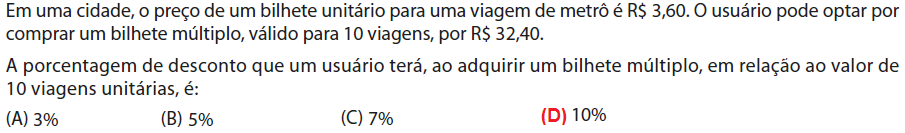 Em uma cidade, o preço de um bilhete unitário para uma viagem de metrô é R$ 3,60. O usuário pode optar por
comprar um bilhete múltiplo, válido para 10 viagens, por R$ 32,40.
A porcentagem de desconto que um usuário terá, ao adquirir um bilhete múltiplo, em relação ao valor de
10 viagens unitárias, é:
(A) 3% (B) 5% (C) 7% (D) 10%